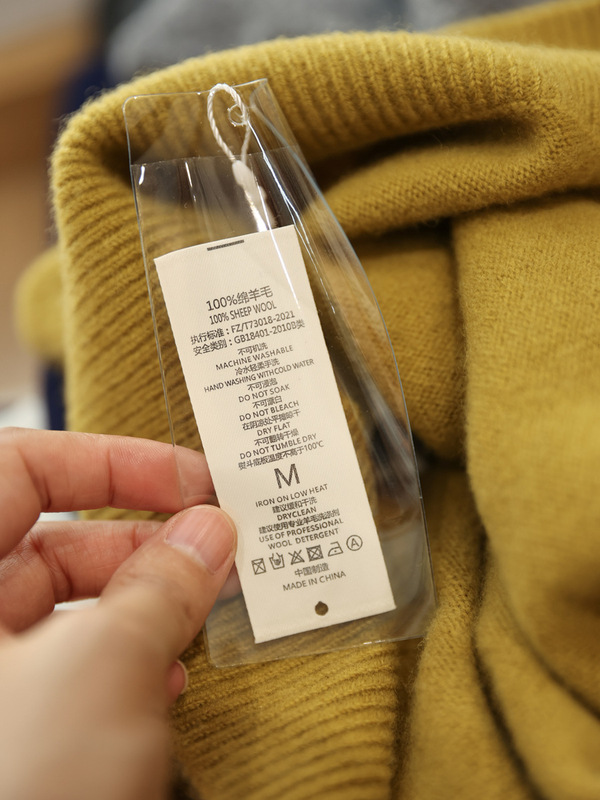 100%绵羊毛
100% SHEEP WOOL
执行标准：FZ/T73018-2021
安全类别：GB18401-2010B类
不可机洗
MACHINE WASHABLE
冷水轻柔手洗
HAND WASHING WITH COLD WATER
不可浸泡
DO NOT SOAK
不可漂白
DO NOT BLEACH
在阴凉处平摊晾干
DRY FLAT
不可翻转干燥
DO NOT TUMBLE DRY
熨斗底板温度不高于100℃
M
IRON ON LOW HEAT
建议缓和干洗
DRYCLEAN
建议使用专业羊毛洗涤剂
USE OF PROFESSIONAL
WOOL DETERGENT
A
中国制造
MADE IN CHINA